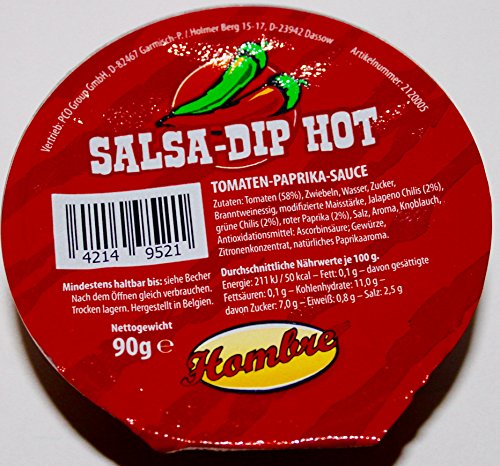 Vertrieb: PCO Group GmbH, D-82467 Garmisch-P. / Holmer Berg 15-17, D-23942 Dassow
Artikelnummer: 2120005
SALSA-DIP HOT
TOMATEN-PAPRIKA-SAUCE
Zutaten: Tomaten (58%), Zwiebeln, Wasser, Zucker,
Branntweinessig, modifizierte Maisstärke, Jalapeno Chilis (2%),
grüne Chilis (2%), roter Paprika (2%), Salz, Aroma, Knoblauch,
Antioxidationsmittel: Ascorbinsäure; Gewürze,
Zitronenkonzentrat, natürliches Paprikaaroma.
4214 9521
Mindestens haltbar bis: siehe Becher
Nach dem Öffnen gleich verbrauchen.
Trocken lagern. Hergestellt in Belgien.
Nettogewicht
90g ℮
Durchschnittliche Nährwerte je 100 g.
Energie: 211 kJ / 50 kcal – Fett: 0,1 g – davon gesättigte
Fettsäuren: 0,1 g – Kohlenhydrate: 11,0 g –
davon Zucker: 7,0 g – Eiweiß: 0,8 g – Salz: 2,5 g
Hombre